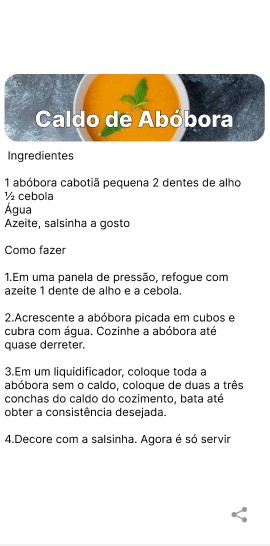 Caldo de Abóbora
Ingredientes
1 abóbora cabotiã pequena 2 dentes de alho
½ cebola
Água
Azeite, salsinha a gosto
Como fazer
1.Em uma panela de pressão, refogue com
azeite 1 dente de alho e a cebola.
2.Acrescente a abóbora picada em cubos e
cubra com água. Cozinhe a abóbora até
quase derreter.
3.Em um liquidificador, coloque toda a
abóbora sem o caldo, coloque de duas a três
conchas do caldo do cozimento, bata até
obter a consistência desejada.
4.Decore com a salsinha. Agora é só servir